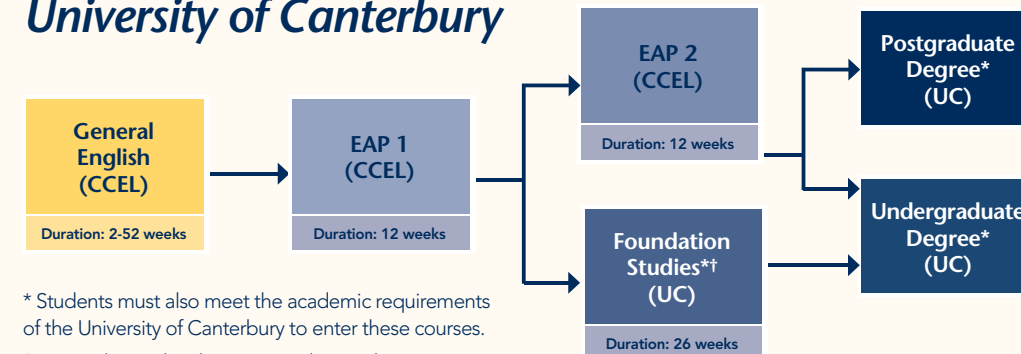 University of Canterbury
General
English
(CCEL)
Duration: 2-52 weeks
EAP 1
(CCEL)
Duration: 12 weeks
EAP 2
(CCEL)
Duration: 12 weeks
Foundation
Studies*†
(UC)
Duration: 26 weeks
Postgraduate
Degree*
(UC)
Undergraduate
Degree*
(UC)
* Students must also meet the academic requirements
of the University of Canterbury to enter these courses.